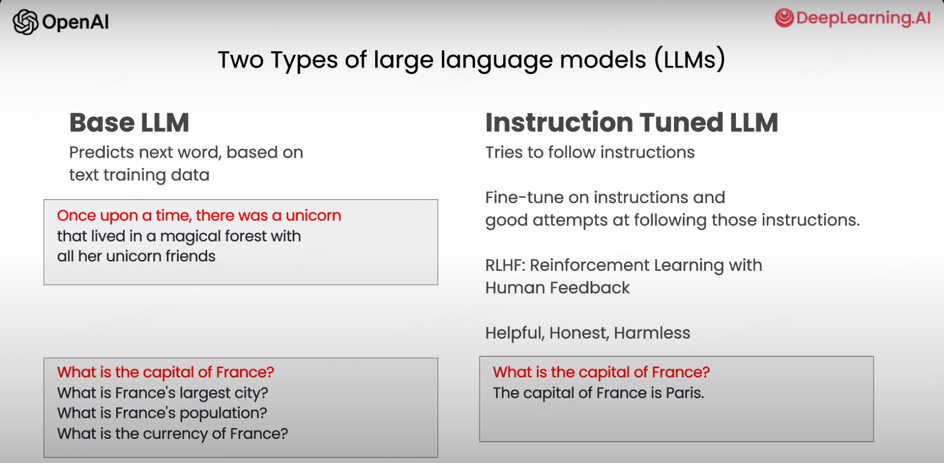 OpenAI
DeepLearning.AI
Two Types of large language models (LLMs)
Base LLM
Predicts next word, based on
text training data
Once upon a time, there was a unicorn
that lived in a magical forest with
all her unicorn friends
What is the capital of France?
What is France's largest city?
What is France's population?
What is the currency of France?
Instruction Tuned LLM
Tries to follow instructions
Fine-tune on instructions and
good attempts at following those instructions.
RLHF: Reinforcement Learning with
Human Feedback
Helpful, Honest, Harmless
What is the capital of France?
The capital of France is Paris.